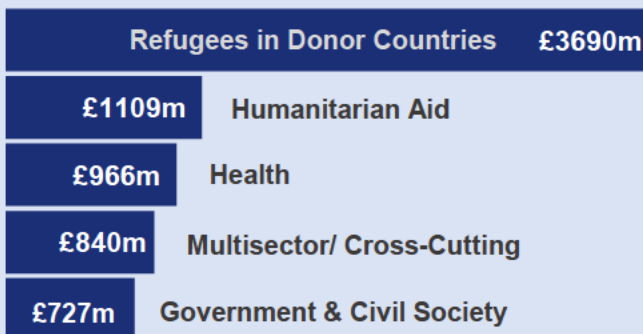 Refugees in Donor Countries £3690m
£1109m Humanitarian Aid
£966m Health
£840m Multisector/ Cross-Cutting
£727m Government & Civil Society